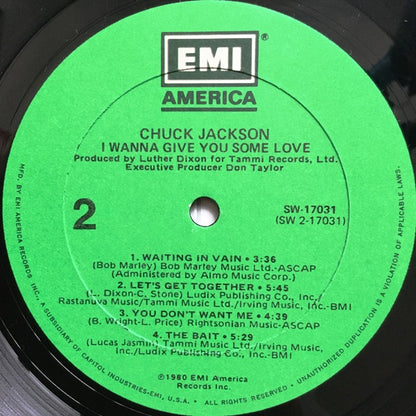 EMI
AMERICA
CHUCK JACKSON
I WANNA GIVE YOU SOME LOVE
Produced by Luther Dixon for Tammi Records, Ltd.
Executive Producer Don Taylor
2
SW-17031
(SW 2-17031)
1. WAITING IN VAIN • 3:36
(Bob Marley) Bob Marley Music Ltd.-ASCAP
(Administered by Almo Music Corp.)
2. LET'S GET TOGETHER • 5:45
(L. Dixon-C. Stone) Ludix Publishing Co., Inc./
Rastanuva/Tammi Music Ltd./Irving Music, Inc.-BMI
3. YOU DON'T WANT ME • 4:39
(B. Wright-L. Price) Rightsonian Music-ASCAP
4. THE BAIT • 5:29
(Lucas Jasmin) Tammi Music Ltd./Irving Music,
Inc./Ludix Publishing Co., Inc.-BMI
℗1980 EMI America
Records Inc.
MFD. BY EMI AMERICA RECORDS INC., A SUBSIDIARY OF CAPITOL INDUSTRIES-EMI, INC., U.S.A. • ALL RIGHTS RESERVED. UNAUTHORIZED DUPLICATION IS A VIOLATION OF APPLICABLE LAWS.